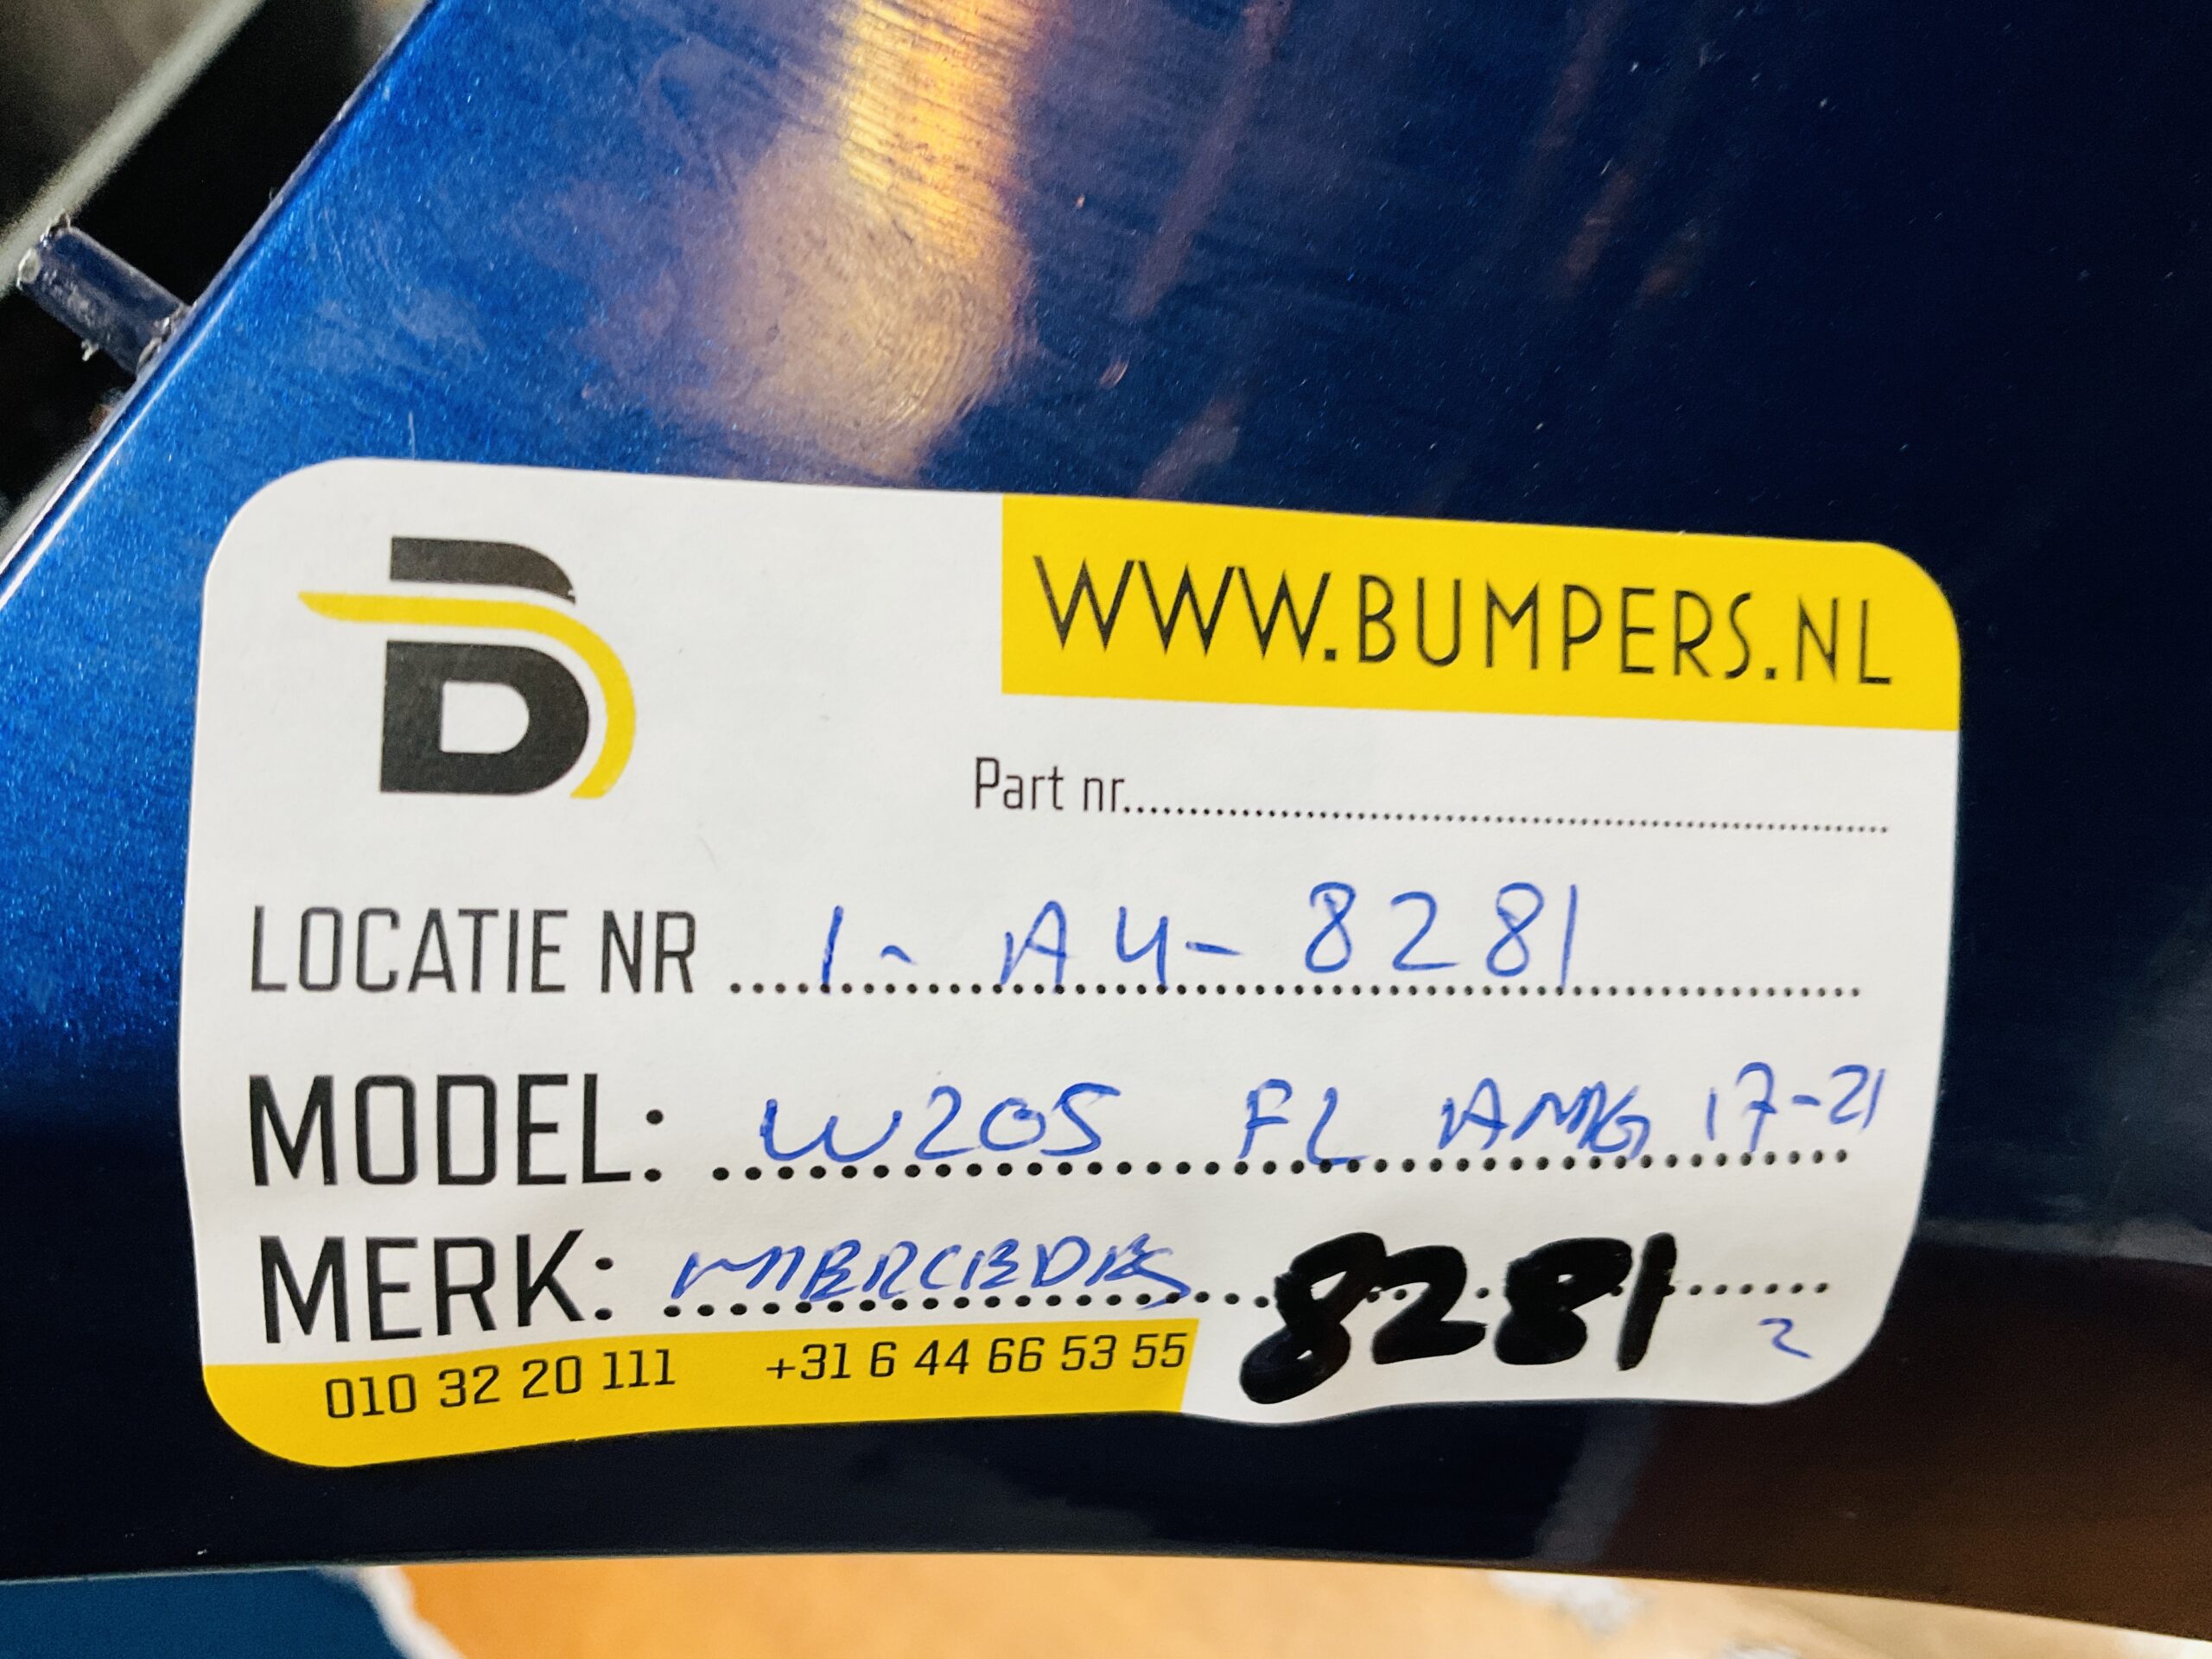 B
WWW.BUMPERS.NL
Part nr..........
LOCATIE NR 1- A4- 8281
MODEL: W205 FL AMG 17-21
MERK: MERCEDES 8281
010 32 20 111 +31 6 44 66 53 55 2